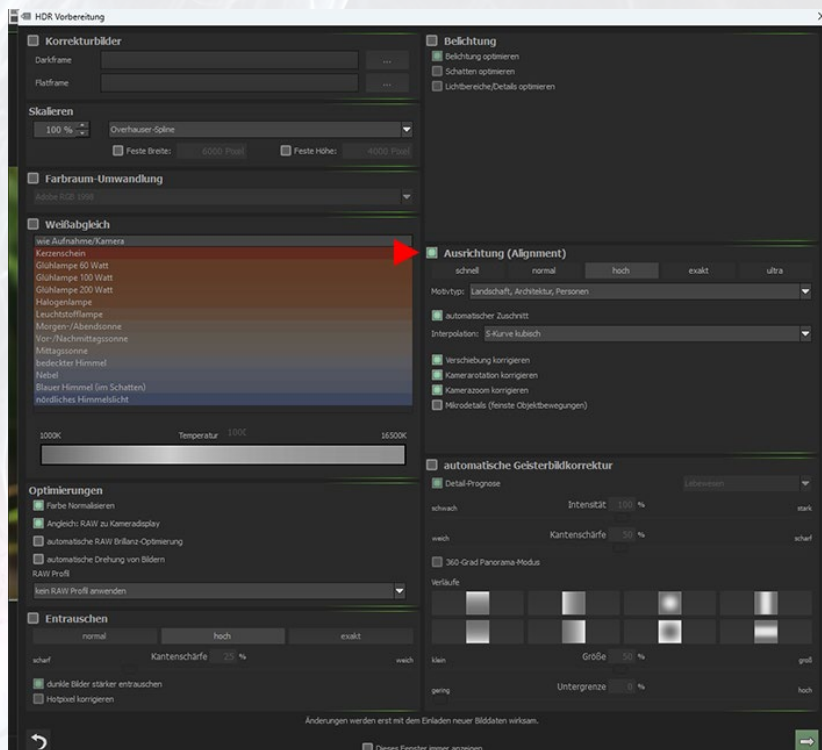 HDR Vorbereitung
Korrekturbilder
Darkframe
...
Flatframe
...
Skalieren
100 %
Overhauser-Spline
Feste Breite: 6000 Pixel
Feste Höhe: 4000 Pixel
Farbraum-Umwandlung
Adobe RGB 1998
Weißabgleich
wie Aufnahme/Kamera
Kerzenschein
Glühlampe 60 Watt
Glühlampe 100 Watt
Glühlampe 200 Watt
Halogenlampe
Leuchtstofflampe
Morgen-/Abendsonne
Vor-/Nachmittagssonne
Mittagssonne
bedeckter Himmel
Nebel
Blauer Himmel (im Schatten)
nördliches Himmelslicht
1000K
Temperatur
16500K
Optimierungen
Farbe Normalisieren
Angleich: RAW zu Kameradisplay
automatische RAW Brillanz-Optimierung
automatische Drehung von Bildern
RAW Profil
kein RAW Profil anwenden
Entrauschen
normal hoch exakt
scharf Kantenschärfe 25 % weich
dunkle Bilder stärker entrauschen
Hotpixel korrigieren
Belichtung
Belichtung optimieren
Schatten optimieren
Lichtbereiche/Details optimieren
Ausrichtung (Alignment)
schnell normal hoch exakt ultra
Motivtyp: Landschaft, Architektur, Personen
automatischer Zuschnitt
Interpolation: S-Kurve kubisch
Verschiebung korrigieren
Kamerarotation korrigieren
Kamerazoom korrigieren
Mikrodetails (feinste Objektbewegungen)
automatische Geisterbildkorrektur
Detail-Prognose
Lebewesen
schwach Intensität 100 % stark
weich Kantenschärfe 50 % scharf
360-Grad Panorama-Modus
Verläufe
klein Größe 50 % groß
gering Untergrenze 0 % hoch
Änderungen werden erst mit dem Einladen neuer Bilddaten wirksam.
Dieses Fenster immer anzeigen